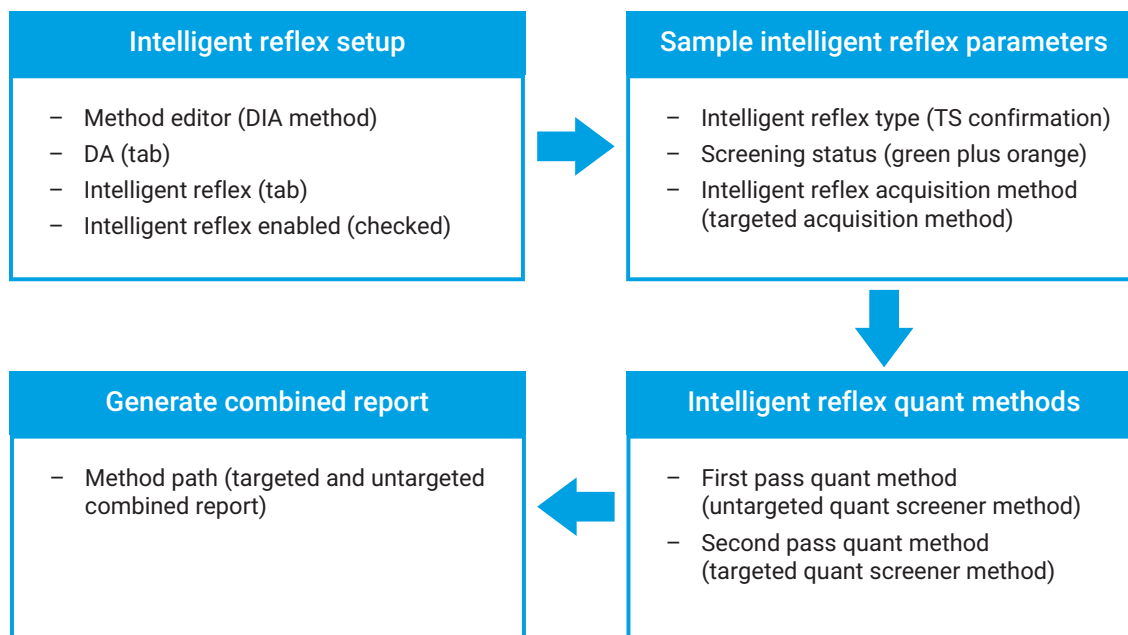 Intelligent reflex setup
– Method editor (DIA method)
– DA (tab)
– Intelligent reflex (tab)
– Intelligent reflex enabled (checked)
Sample intelligent reflex parameters
– Intelligent reflex type (TS confirmation)
– Screening status (green plus orange)
– Intelligent reflex acquisition method
(targeted acquisition method)
Intelligent reflex quant methods
– First pass quant method
(untargeted quant screener method)
– Second pass quant method
(targeted quant screener method)
Generate combined report
– Method path (targeted and untargeted
combined report)